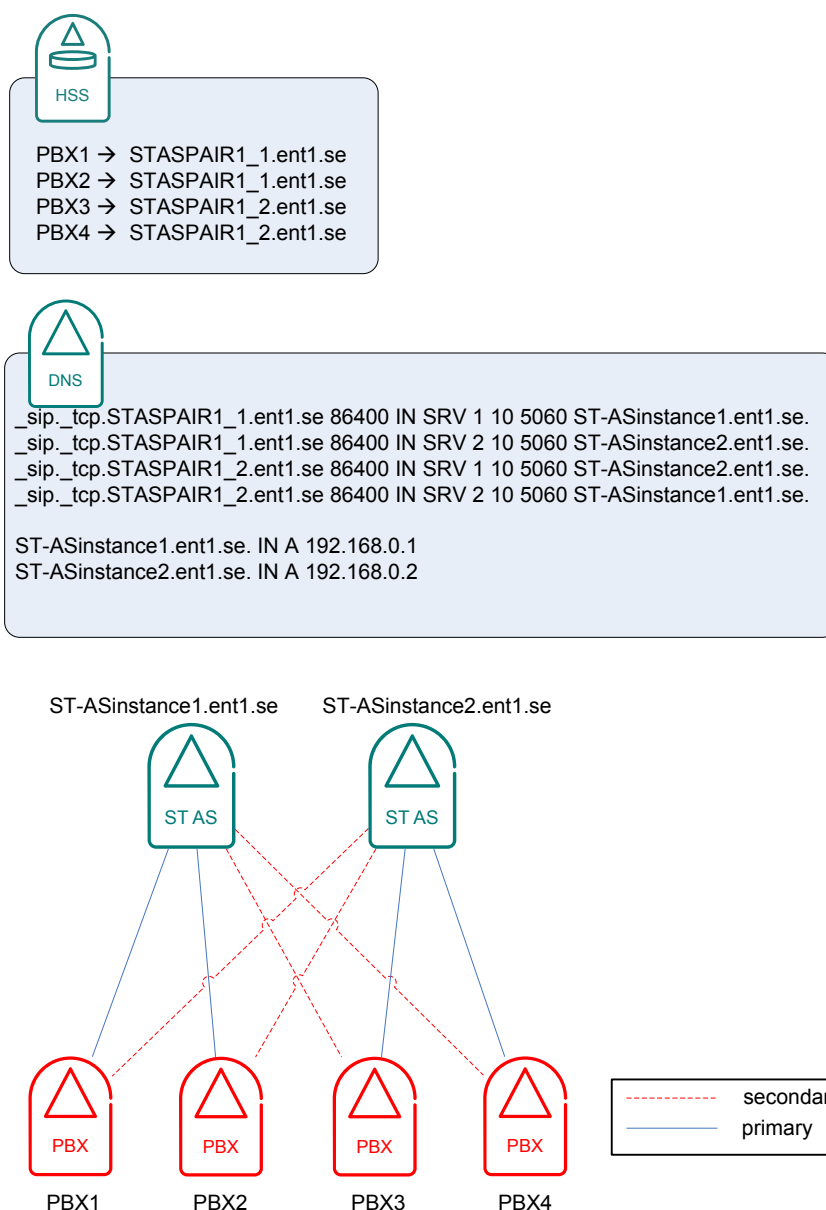 HSS
PBX1 → STASPAIR1_1.ent1.se
PBX2 → STASPAIR1_1.ent1.se
PBX3 → STASPAIR1_2.ent1.se
PBX4 → STASPAIR1_2.ent1.se
DNS
_sip._tcp.STASPAIR1_1.ent1.se 86400 IN SRV 1 10 5060 ST-ASinstance1.ent1.se.
_sip._tcp.STASPAIR1_1.ent1.se 86400 IN SRV 2 10 5060 ST-ASinstance2.ent1.se.
_sip._tcp.STASPAIR1_2.ent1.se 86400 IN SRV 1 10 5060 ST-ASinstance2.ent1.se.
_sip._tcp.STASPAIR1_2.ent1.se 86400 IN SRV 2 10 5060 ST-ASinstance1.ent1.se.
ST-ASinstance1.ent1.se. IN A 192.168.0.1
ST-ASinstance2.ent1.se. IN A 192.168.0.2
ST-ASinstance1.ent1.se ST-ASinstance2.ent1.se
ST AS ST AS
secondar
primary
PBX PBX PBX PBX
PBX1 PBX2 PBX3 PBX4